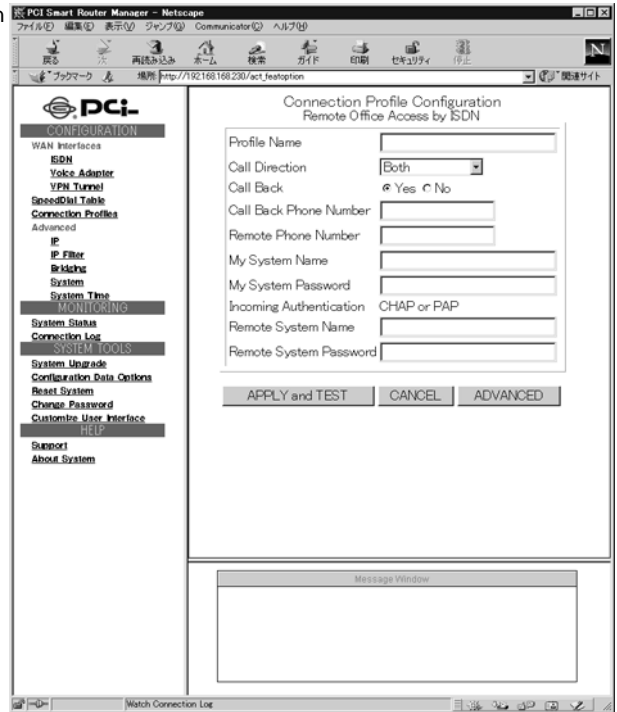 n
PCI Smart Router Manager - Netscape
ファイル(F) 編集(E) 表示(V) ジャンプ(G) Communicator(C) ヘルプ(H)
戻る 次 再読み込み ホーム 検索 ガイド 印刷 セキュリティ 停止 N
ブックマーク 場所: http://192.168.168.230/act_featoption 関連サイト
PCi
CONFIGURATION
WAN Interfaces
ISDN
Voice Adapter
VPN Tunnel
SpeedDial Table
Connection Profiles
Advanced
IP
IP Filter
Bridging
System
System Time
MONITORING
System Status
Connection Log
SYSTEM TOOLS
System Upgrade
Configuration Data Options
Reset System
Change Password
Customize User Interface
HELP
Support
About System
Connection Profile Configuration
Remote Office Access by ISDN
Profile Name
Call Direction Both
Call Back Yes No
Call Back Phone Number
Remote Phone Number
My System Name
My System Password
Incoming Authentication CHAP or PAP
Remote System Name
Remote System Password
APPLY and TEST CANCEL ADVANCED
Message Window
Watch Connection Log